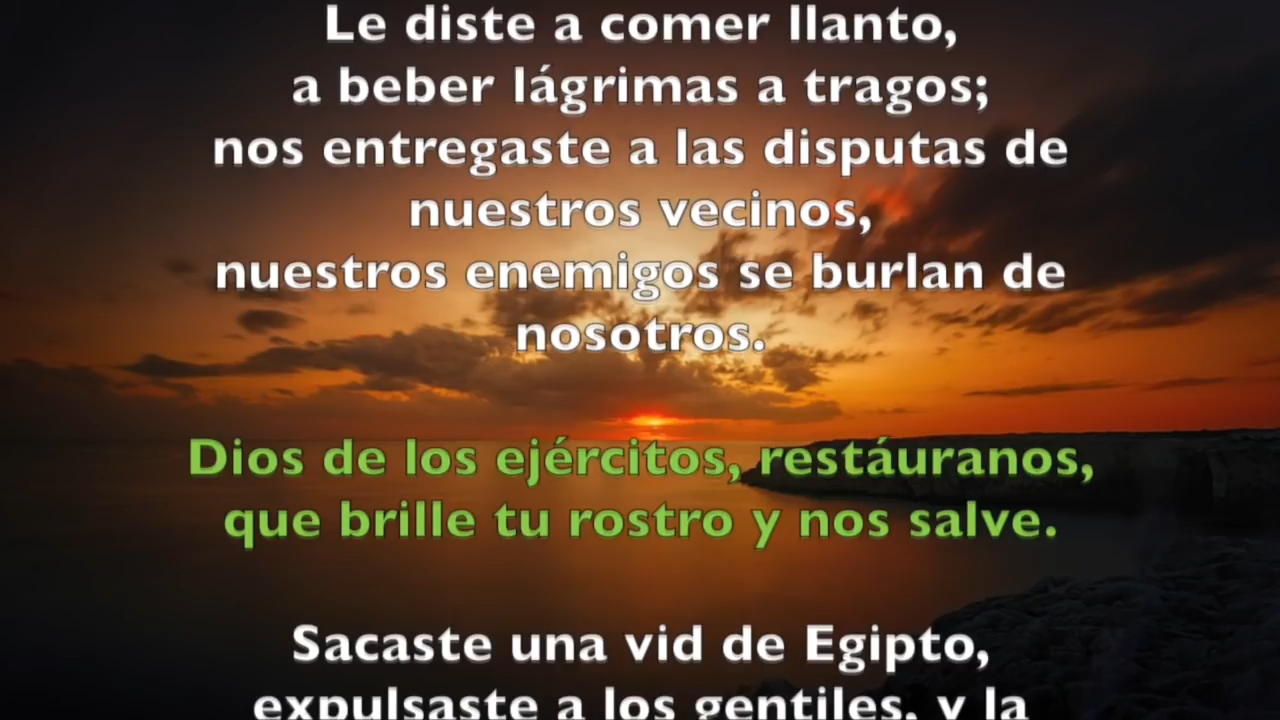 Le diste a comer llanto,
a beber lágrimas a tragos;
nos entregaste a las disputas de
nuestros vecinos,
nuestros enemigos se burlan de
nosotros.
Dios de los ejércitos, restáuranos,
que brille tu rostro y nos salve.
Sacaste una vid de Egipto,
expulsaste a los gentiles, y la